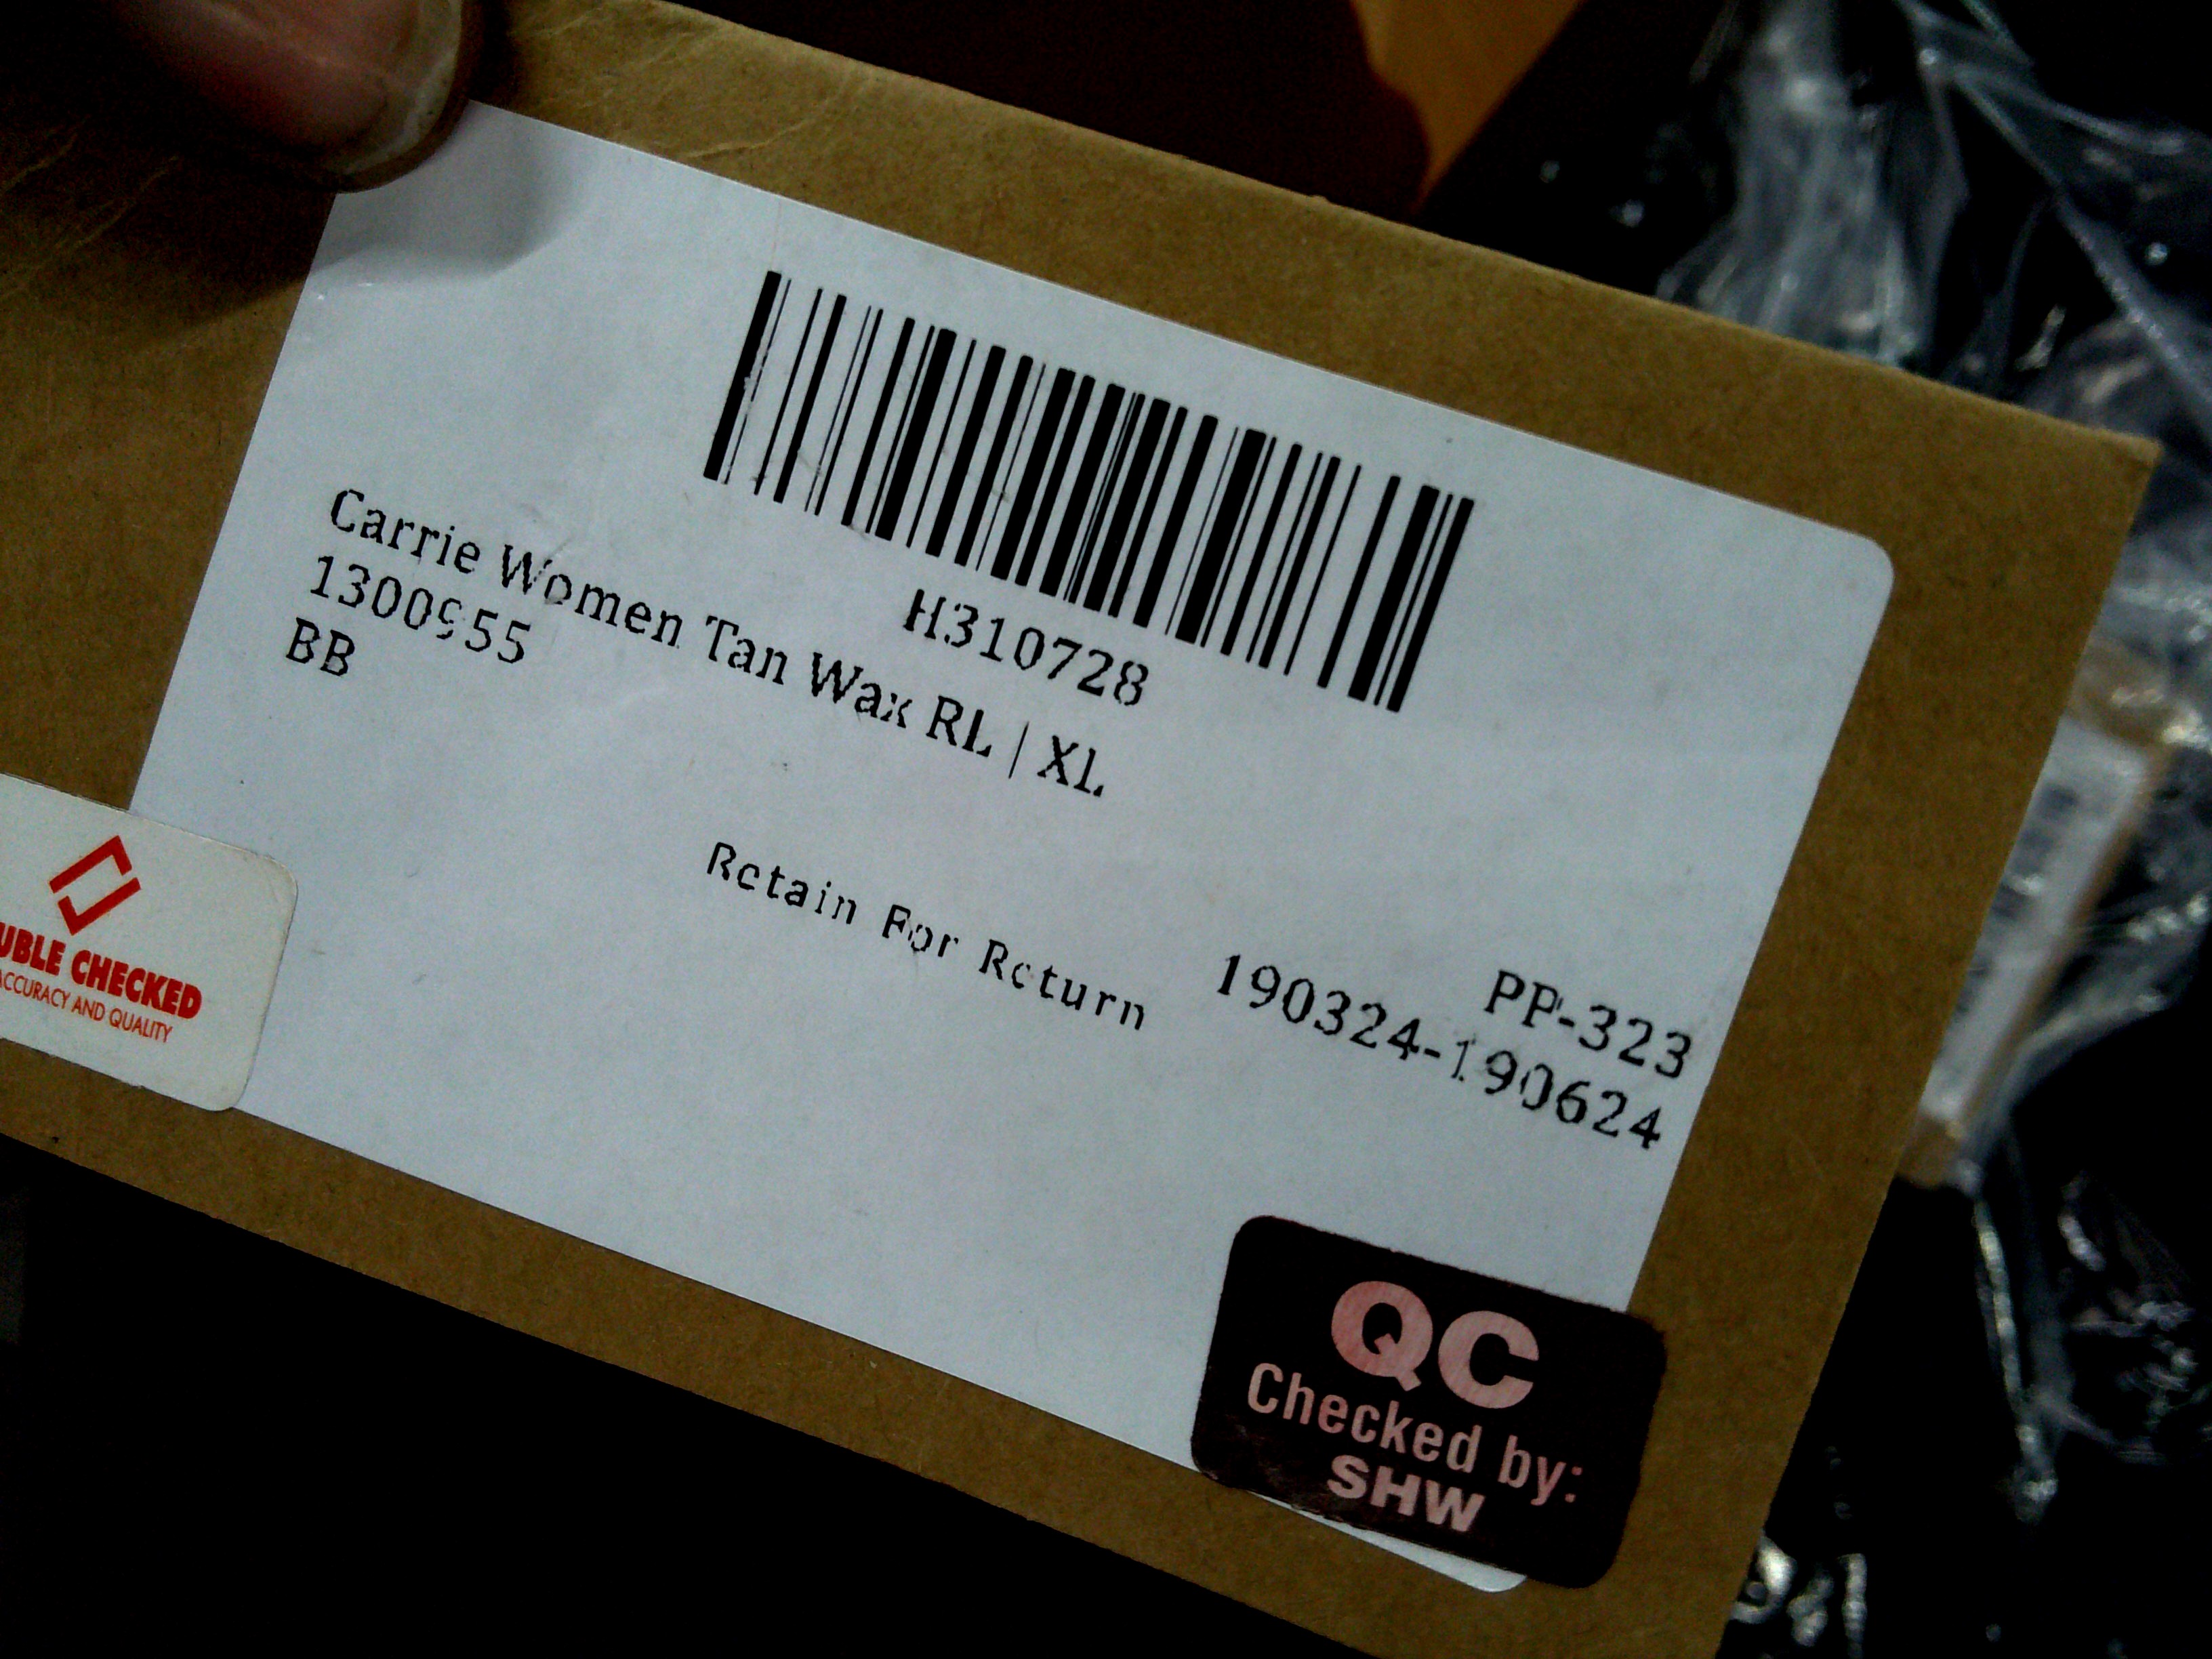 H310728
Carrie Women Tan Wax RL | XL
1300955
BB
Retain For Return
PP-323
190324-190624
UBLE CHECKED
ACCURACY AND QUALITY
QC
Checked by:
SHW